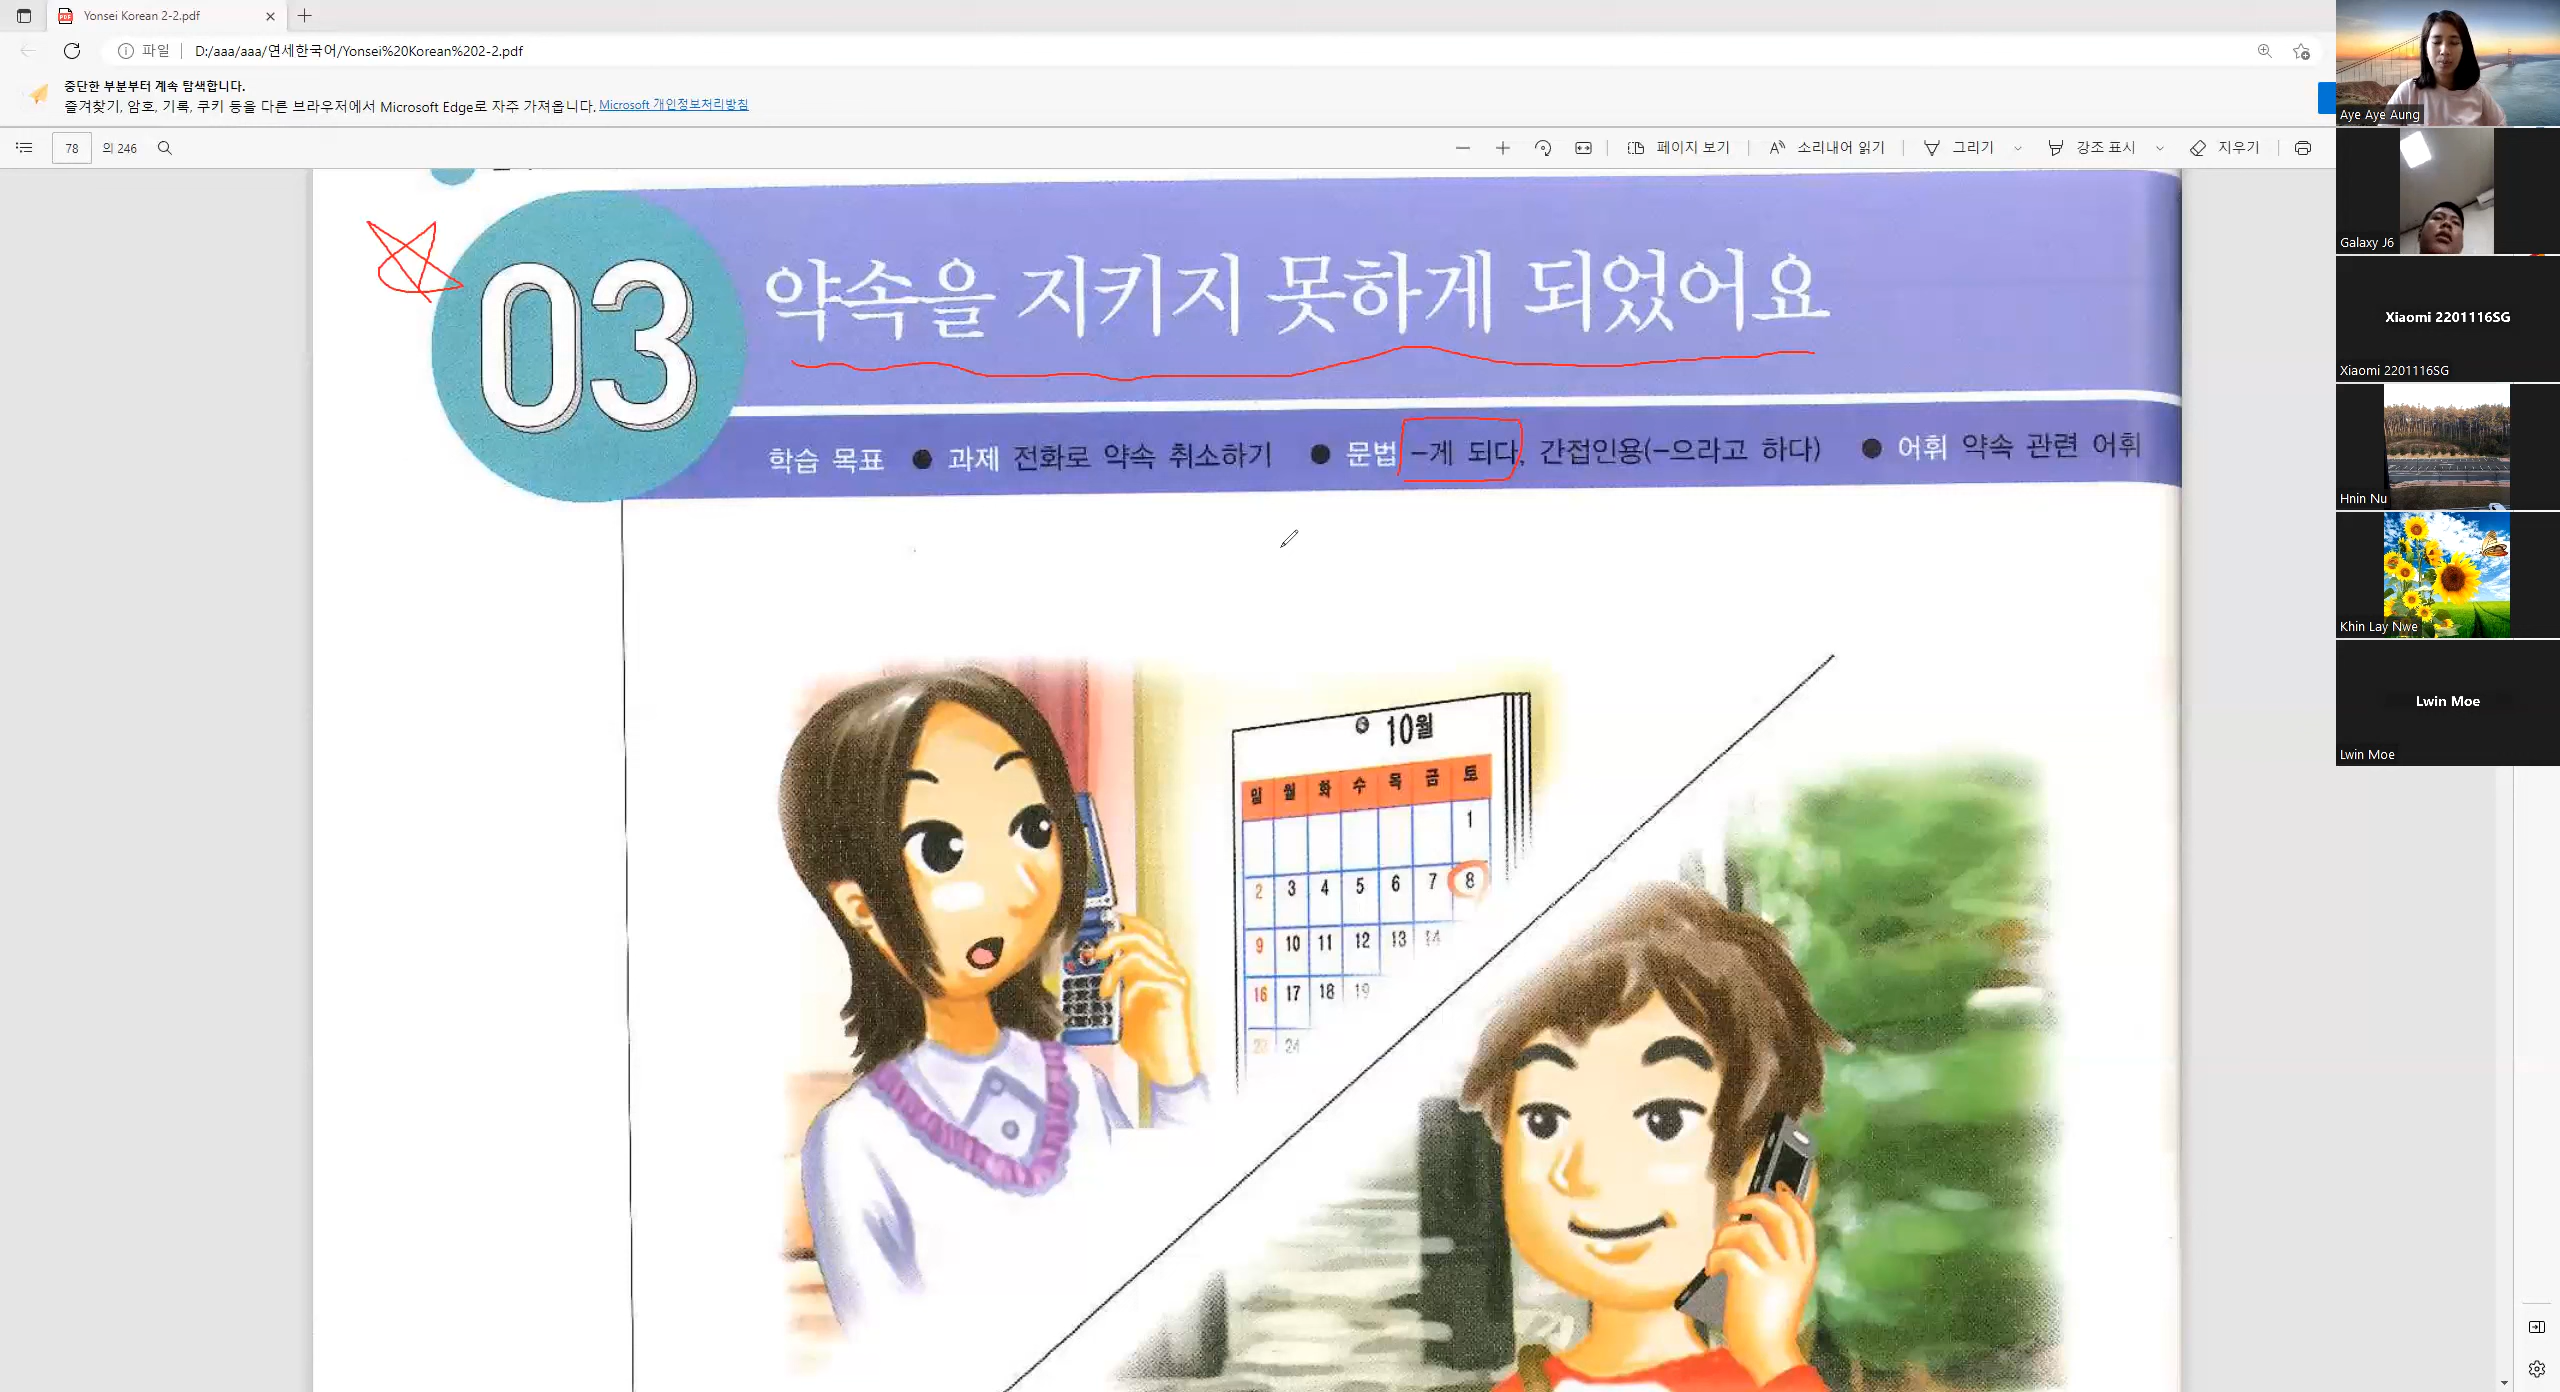 Yonsei Korean 2-2.pdf
파일 D:/aaa/aaa/연세한국어/Yonsei%20Korean%202-2.pdf
중단한 부분부터 계속 탐색합니다.
즐겨찾기, 암호, 기록, 쿠키 등을 다른 브라우저에서 Microsoft Edge로 자주 가져옵니다. Microsoft 개인정보처리방침
78 의 246 페이지 보기 소리내어 읽기 그리기 강조 표시 지우기
03
약속을 지키지 못하게 되었어요
학습 목표 ● 과제 전화로 약속 취소하기 ● 문법 -게 되다, 간접인용(-으라고 하다) ● 어휘 약속 관련 어휘
10월
일 월 화 수 목 금 토
1
2 3 4 5 6 7 8
9 10 11 12 13 14
16 17 18 19
23 24
Aye Aye Aung
Galaxy J6
Xiaomi 2201116SG
Xiaomi 2201116SG
Hnin Nu
Khin Lay Nwe
Lwin Moe
Lwin Moe